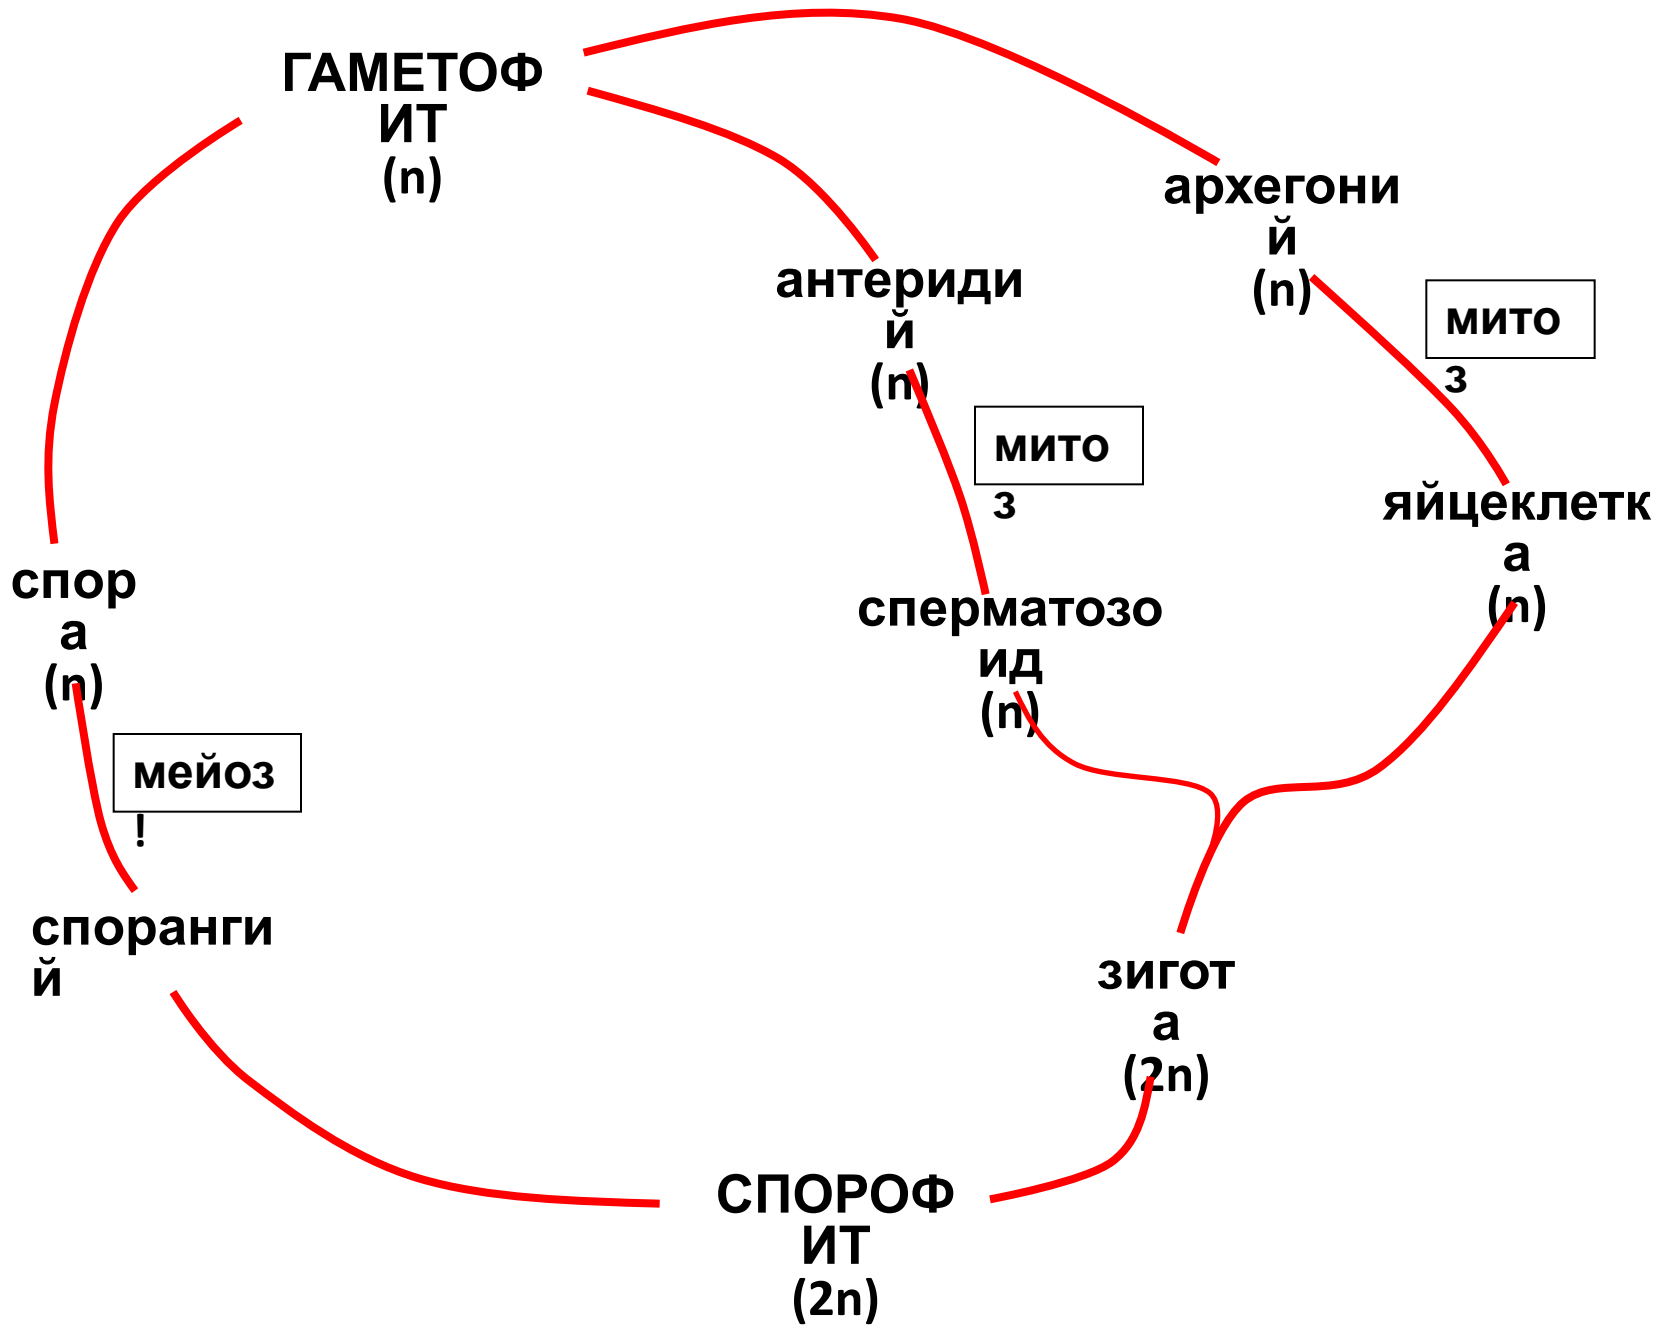 ГАМЕТОФ
ИТ
(n)
архегони
й
(n)
антериди
й
(n)
мито
з
мито
з
яйцеклетк
а
(n)
спор
а
(n)
сперматозо
ид
(n)
мейоз
!
споранги
й
зигот
а
(2n)
СПОРОФ
ИТ
(2n)